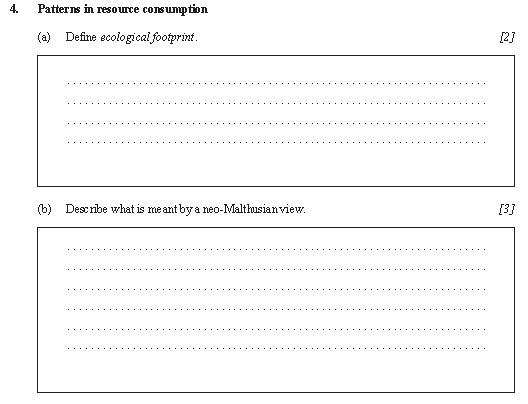 4. Patterns in resource consumption
(a) Define ecological footprint. [2]
(b) Describe what is meant by a neo-Malthusian view. [3]